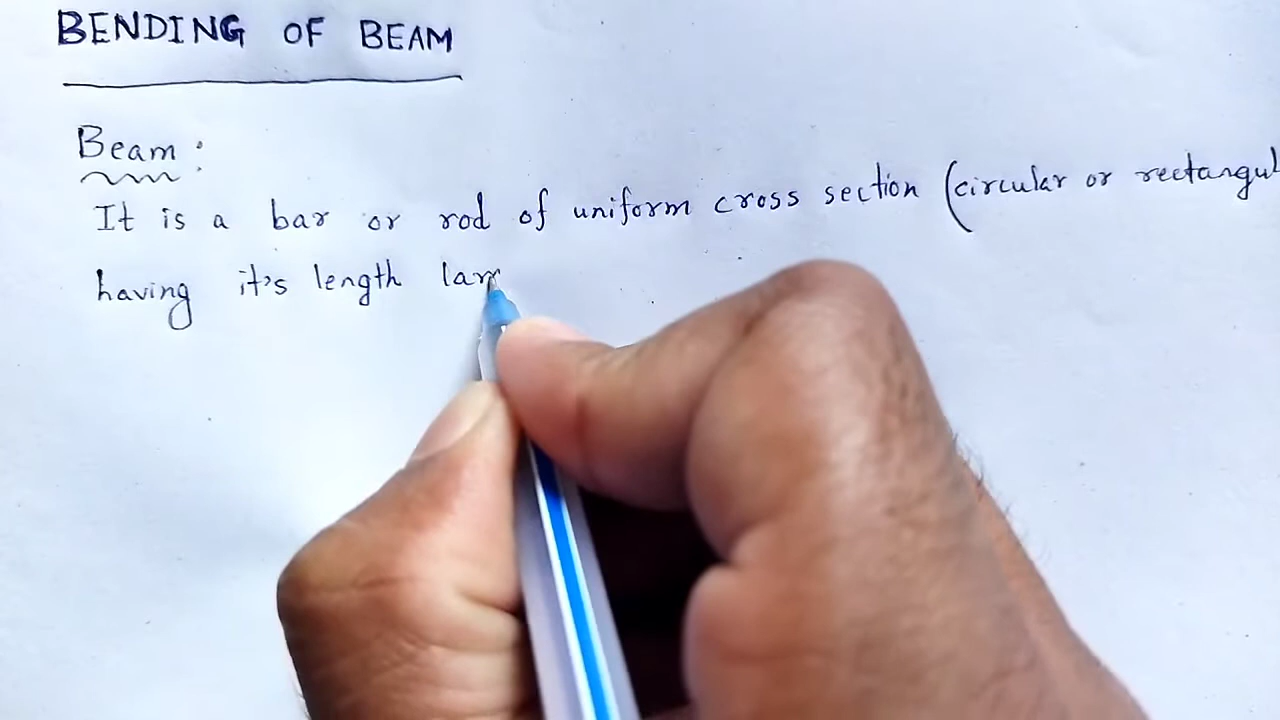 BENDING OF BEAM
Beam:
It is a bar or rod of uniform cross section (circular or rectangul
having it's length lar